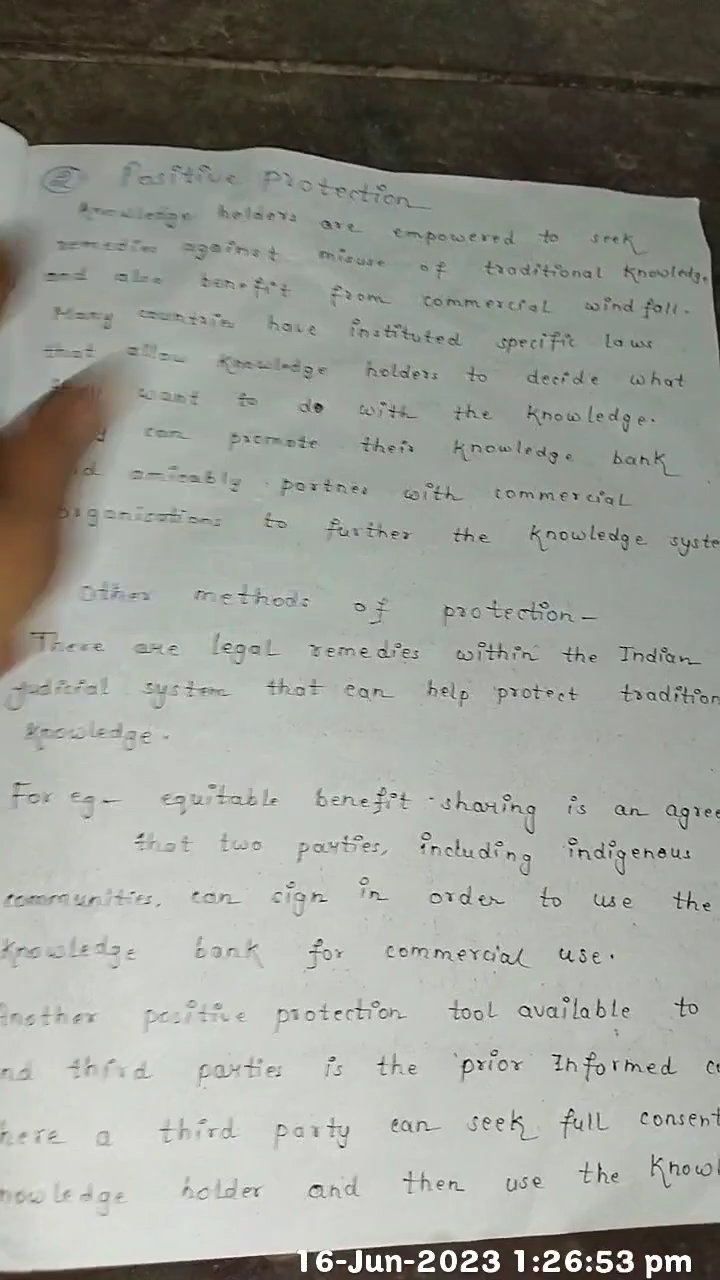 ② Positive Protection
Knowledge holders are empowered to seek
remedies against misuse of traditional Knowledge
and also benefit from commercial wind fall.
Many countries have instituted specific laws
that allow Knowledge holders to decide what
want to do with the Knowledge.
can promote their Knowledge bank
amicably partner with commercial
organisations to further the Knowledge syste
other methods of protection-
There are legal remedies within the Indian
judicial system that can help protect tradition
Knowledge.
For eg- equitable benefit sharing is an agree
that two parties, including indigenous
communities, can sign in order to use the
Knowledge bank for commercial use.
Another positive protection tool available to
nd third parties is the prior Informed c
here a third party can seek full consent
nowledge holder and then use the Knowl
16-Jun-2023 1:26:53 pm